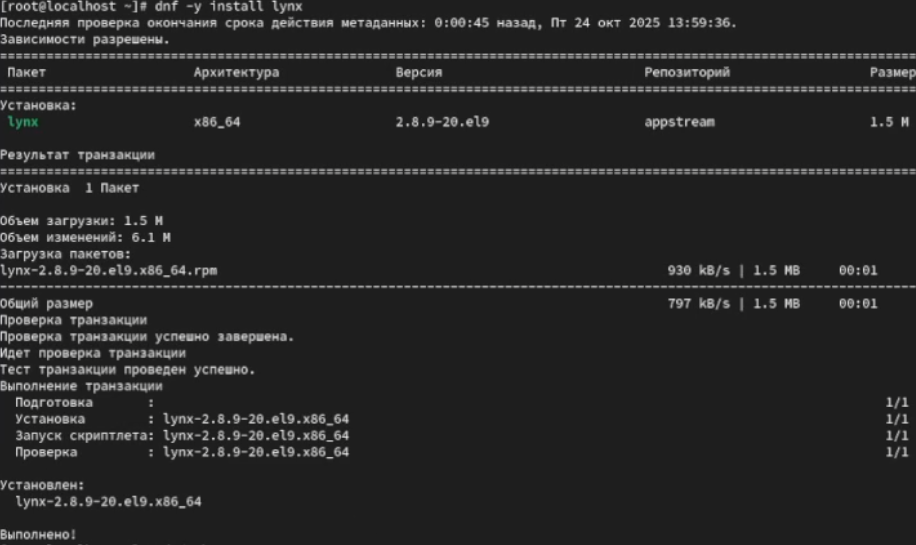 [root@localhost ~]# dnf -y install lynx
Последняя проверка окончания срока действия метаданных: 0:00:45 назад, Пт 24 окт 2025 13:59:36.
Зависимости разрешены.
Пакет Архитектура Версия Репозиторий Размер
Установка:
lynx x86_64 2.8.9-20.el9 appstream 1.5 M
Результат транзакции
Установка 1 Пакет
Объем загрузки: 1.5 M
Объем изменений: 6.1 M
Загрузка пакетов:
lynx-2.8.9-20.el9.x86_64.rpm 930 kB/s | 1.5 MB 00:01
Общий размер 797 kB/s | 1.5 MB 00:01
Проверка транзакции
Проверка транзакции успешно завершена.
Идет проверка транзакции
Тест транзакции проведен успешно.
Выполнение транзакции
Подготовка : 1/1
Установка : lynx-2.8.9-20.el9.x86_64 1/1
Запуск скриптлета: lynx-2.8.9-20.el9.x86_64 1/1
Проверка : lynx-2.8.9-20.el9.x86_64 1/1
Установлен:
lynx-2.8.9-20.el9.x86_64
Выполнено!